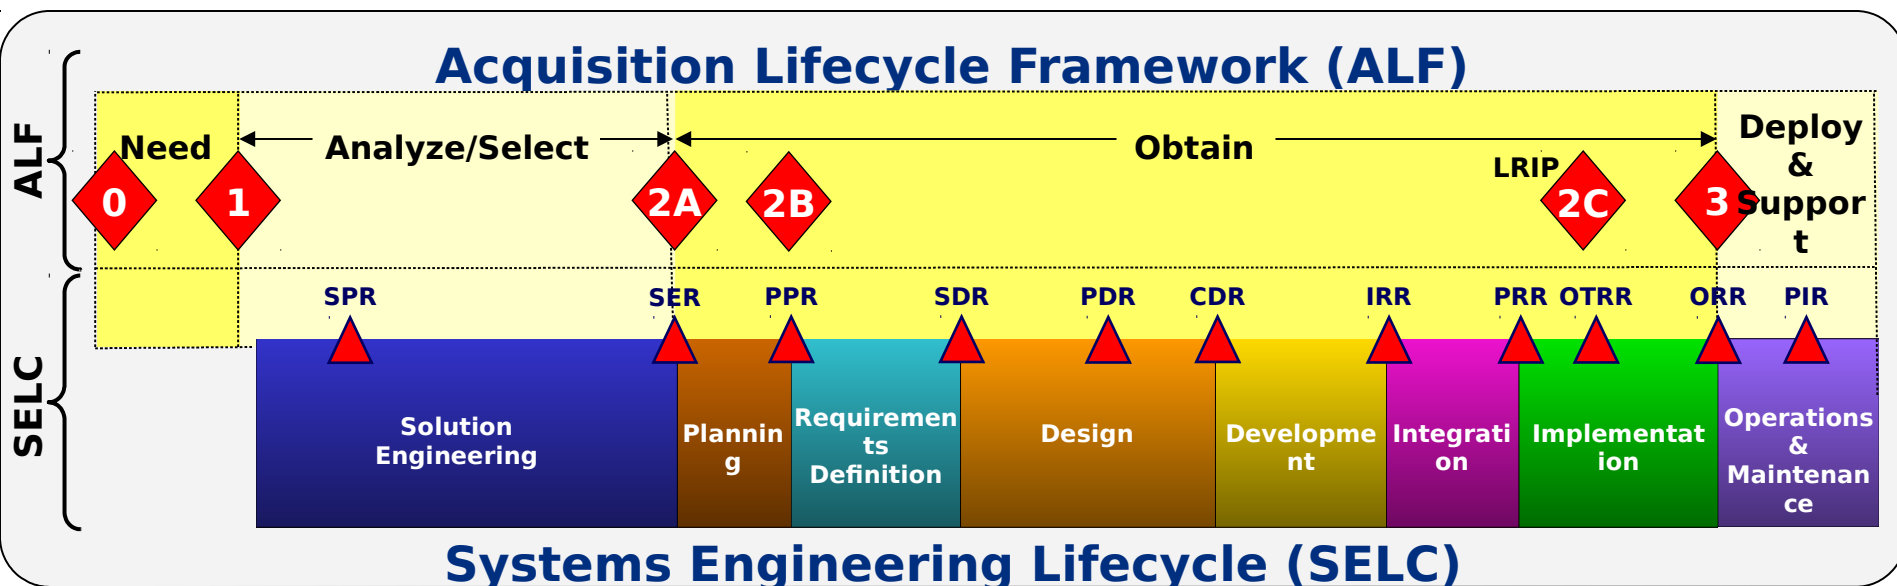 Acquisition Lifecycle Framework (ALF)
ALF
Need
Analyze/Select
Obtain
Deploy
&
Suppor
t
LRIP
0
1
2A
2B
2C
3
SELC
SPR
SER
PPR
SDR
PDR
CDR
IRR
PRR
OTRR
ORR
PIR
Solution
Engineering
Plannin
g
Requiremen
ts
Definition
Design
Developme
nt
Integrati
on
Implementat
ion
Operations
&
Maintenan
ce
Systems Engineering Lifecycle (SELC)